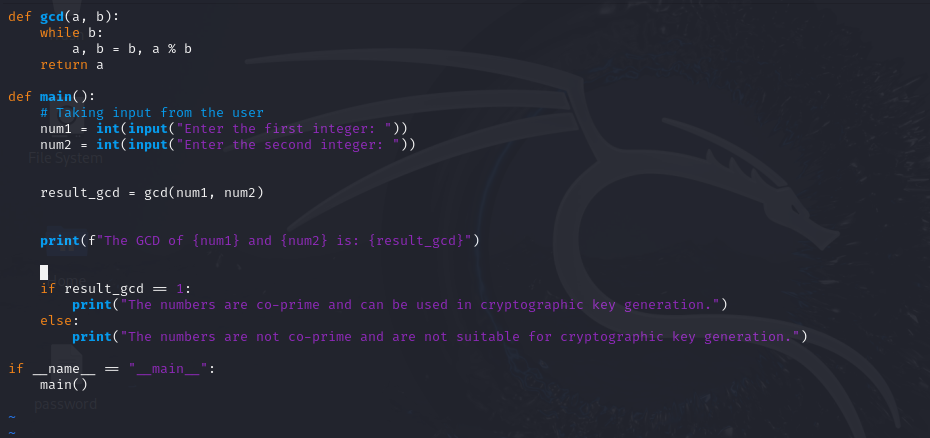 def gcd(a, b):
    while b:
        a, b = b, a % b
    return a

def main():
    # Taking input from the user
    num1 = int(input("Enter the first integer: "))
    num2 = int(input("Enter the second integer: "))

File System

    result_gcd = gcd(num1, num2)

    print(f"The GCD of {num1} and {num2} is: {result_gcd}")

    if result_gcd == 1:
        print("The numbers are co-prime and can be used in cryptographic key generation.")
    else:
        print("The numbers are not co-prime and are not suitable for cryptographic key generation.")

if __name__ == "__main__":
    main()
password
~
~